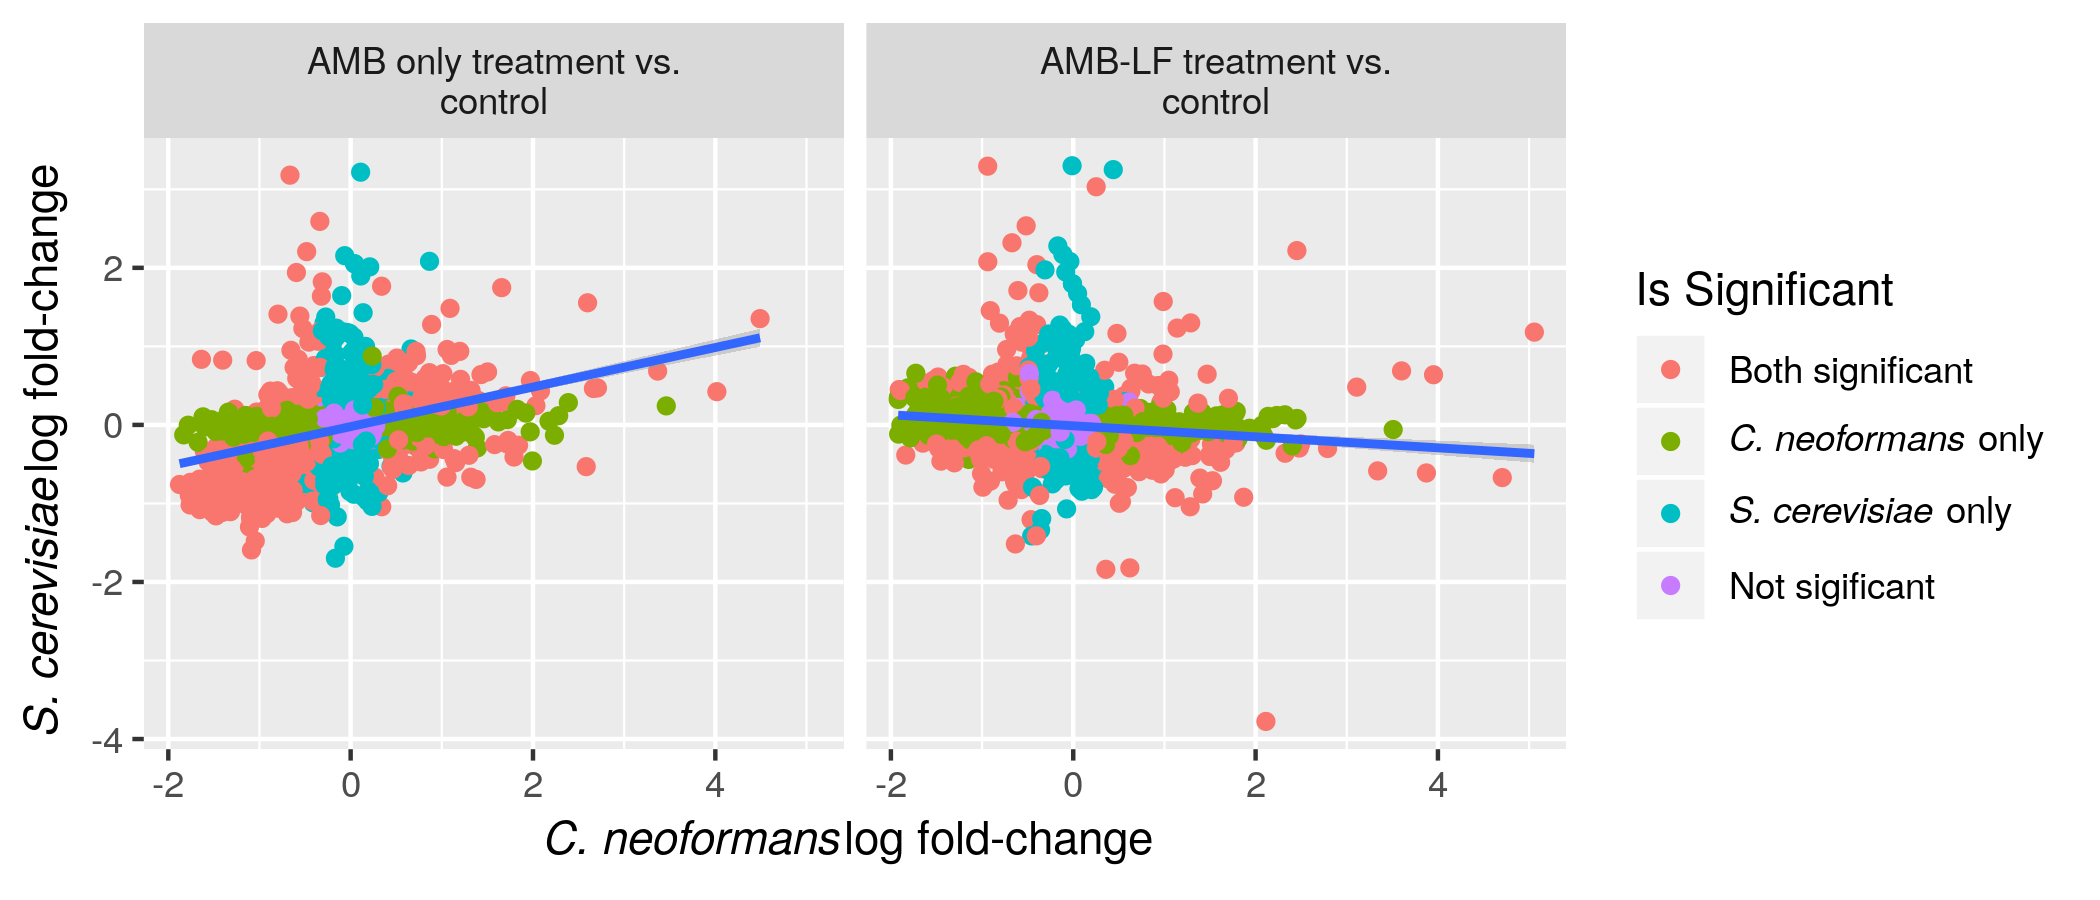 AMB only treatment vs.
control
AMB-LF treatment vs.
control
S. cerevisiae log fold-change
2
0
-2
-4
-2
0
2
4
-2
0
2
4
C. neoformans log fold-change
Is Significant
Both significant
C. neoformans only
S. cerevisiae only
Not sigificant